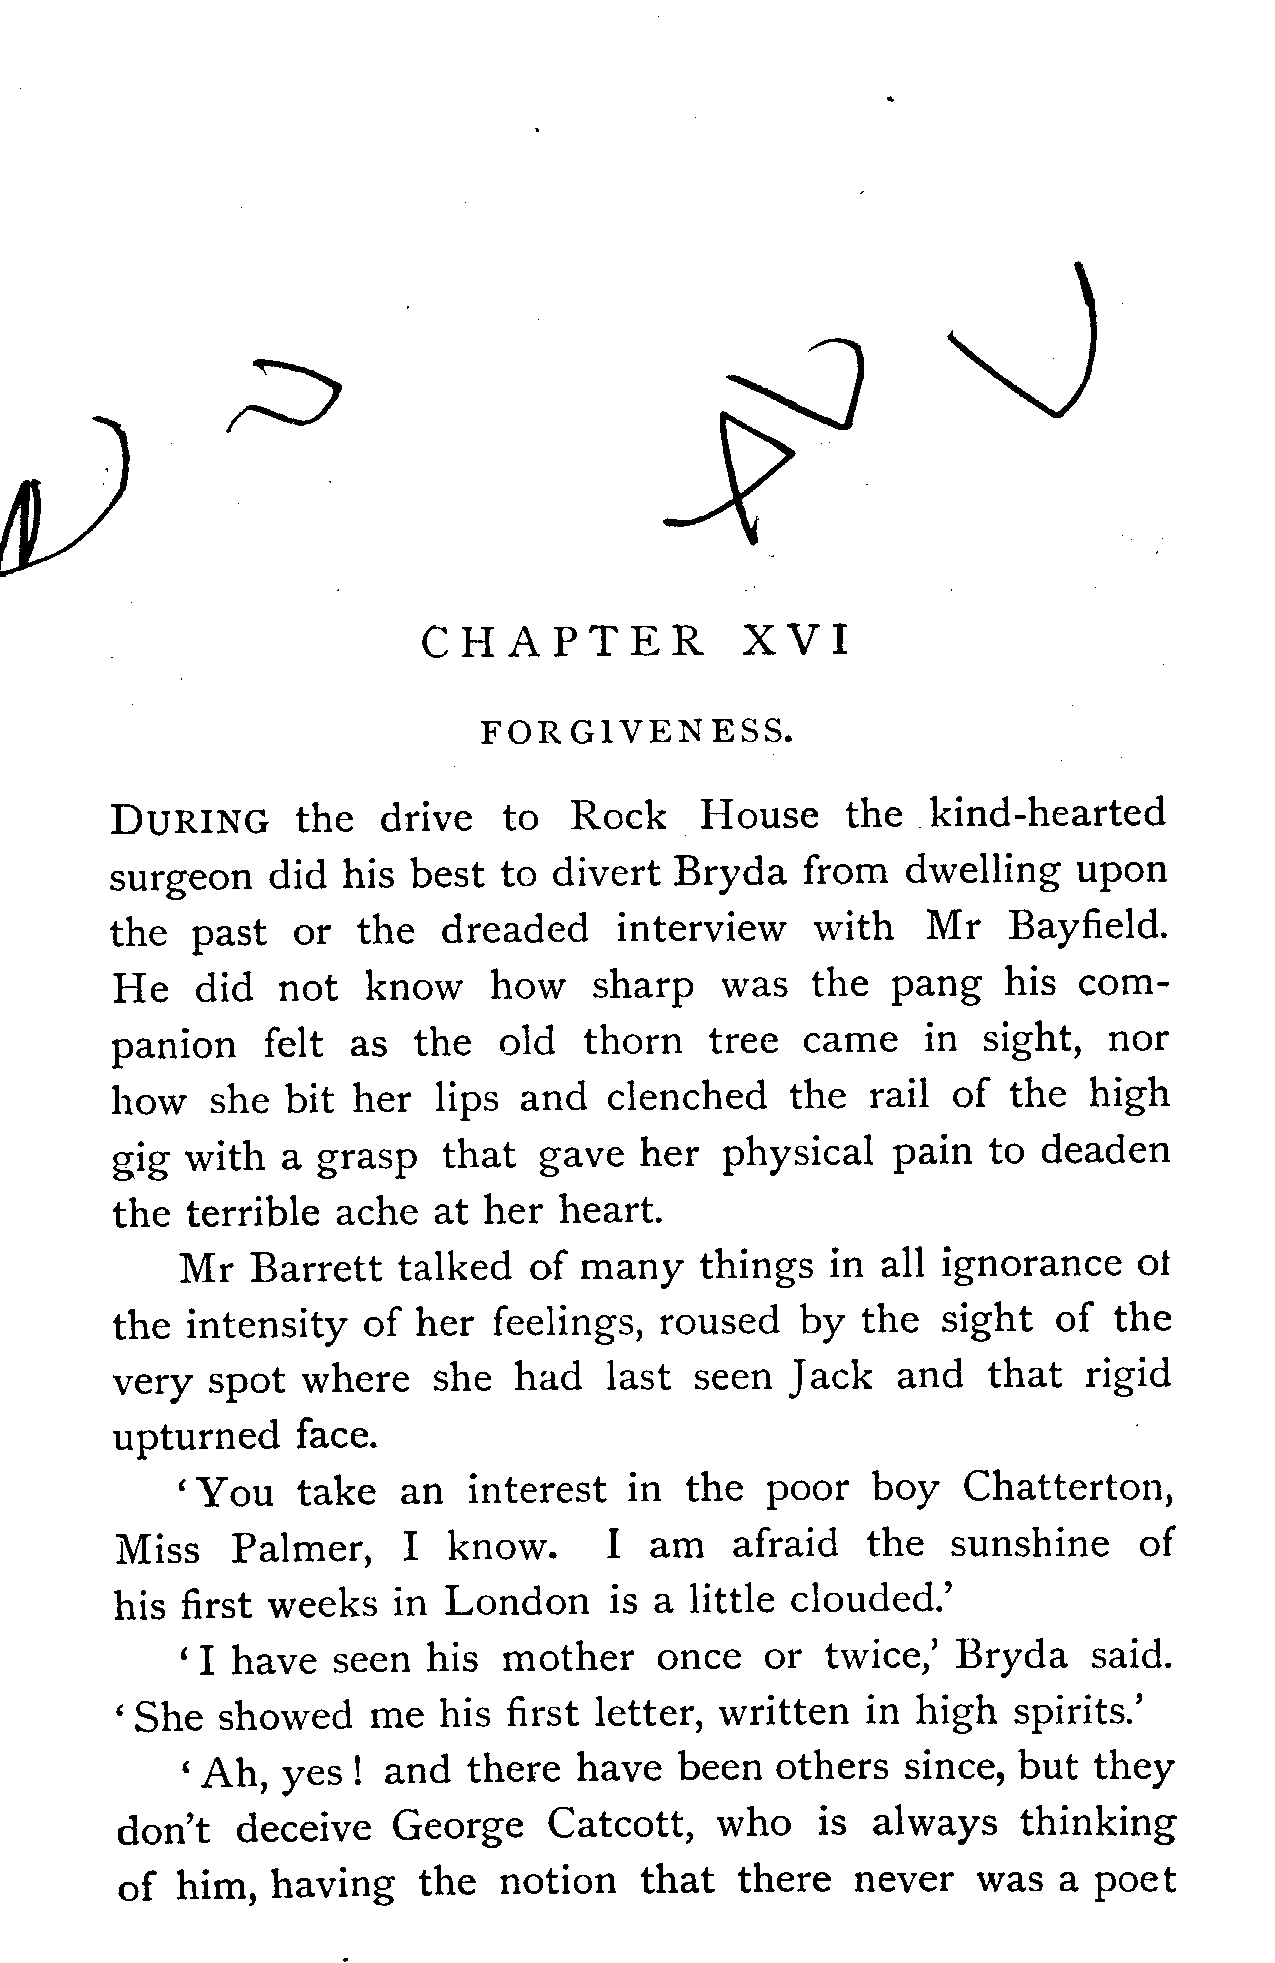 CHAPTER XVI
FORGIVENESS.
DURING the drive to Rock House the kind-hearted
surgeon did his best to divert Bryda from dwelling upon
the past or the dreaded interview with Mr Bayfield.
He did not know how sharp was the pang his com-
panion felt as the old thorn tree came in sight, nor
how she bit her lips and clenched the rail of the high
gig with a grasp that gave her physical pain to deaden
the terrible ache at her heart.
Mr Barrett talked of many things in all ignorance of
the intensity of her feelings, roused by the sight of the
very spot where she had last seen Jack and that rigid
upturned face.
‘You take an interest in the poor boy Chatterton,
Miss Palmer, I know. I am afraid the sunshine of
his first weeks in London is a little clouded.’
‘I have seen his mother once or twice,’ Bryda said.
‘She showed me his first letter, written in high spirits.’
‘Ah, yes! and there have been others since, but they
don’t deceive George Catcott, who is always thinking
of him, having the notion that there never was a poet